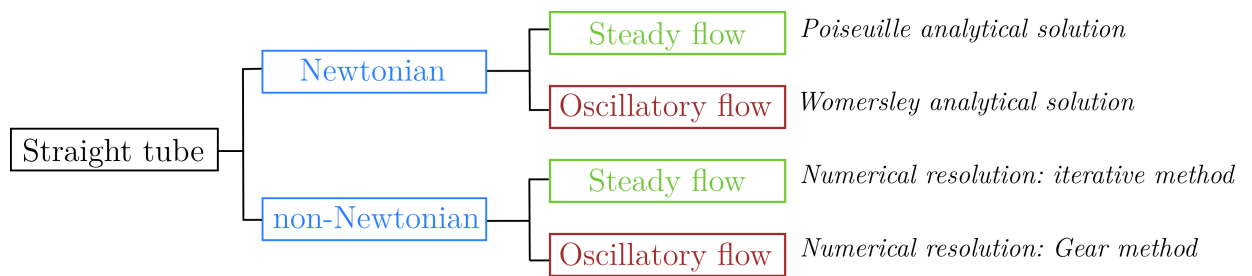 Steady flow
Poiseuille analytical solution
Newtonian
Oscillatory flow
Womersley analytical solution
Straight tube
Steady flow
Numerical resolution: iterative method
non-Newtonian
Oscillatory flow
Numerical resolution: Gear method